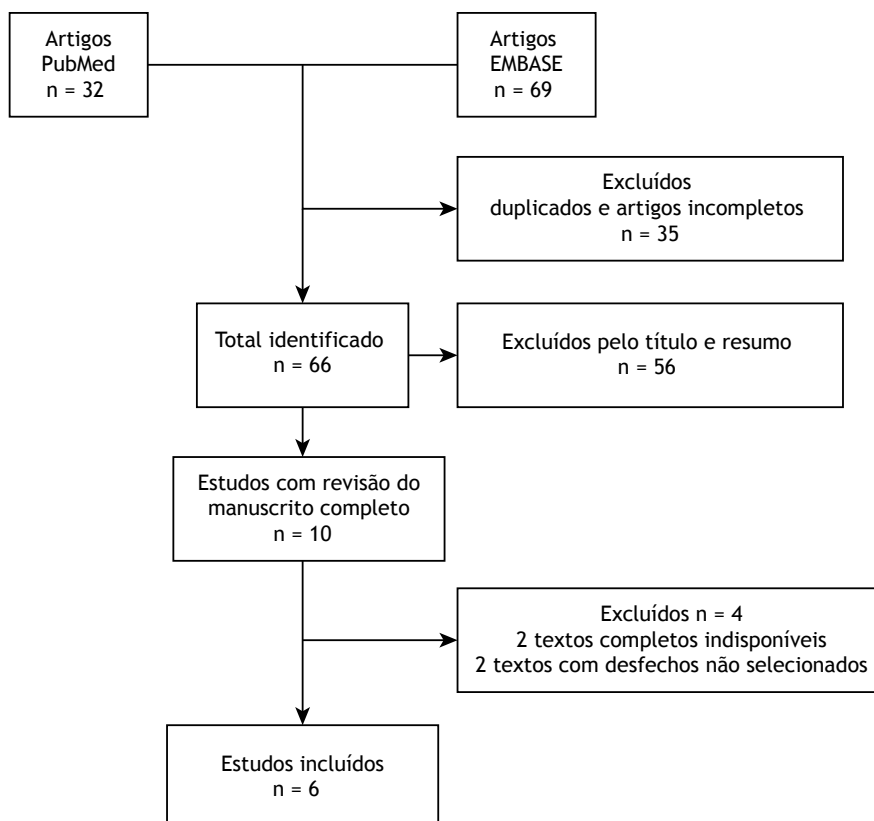 Artigos
PubMed
n = 32
Artigos
EMBASE
n = 69
Excluídos
duplicados e artigos incompletos
n = 35
Total identificado
n = 66
Excluídos pelo título e resumo
n = 56
Estudos com revisão do
manuscrito completo
n = 10
Excluídos n = 4
2 textos completos indisponíveis
2 textos com desfechos não selecionados
Estudos incluídos
n = 6